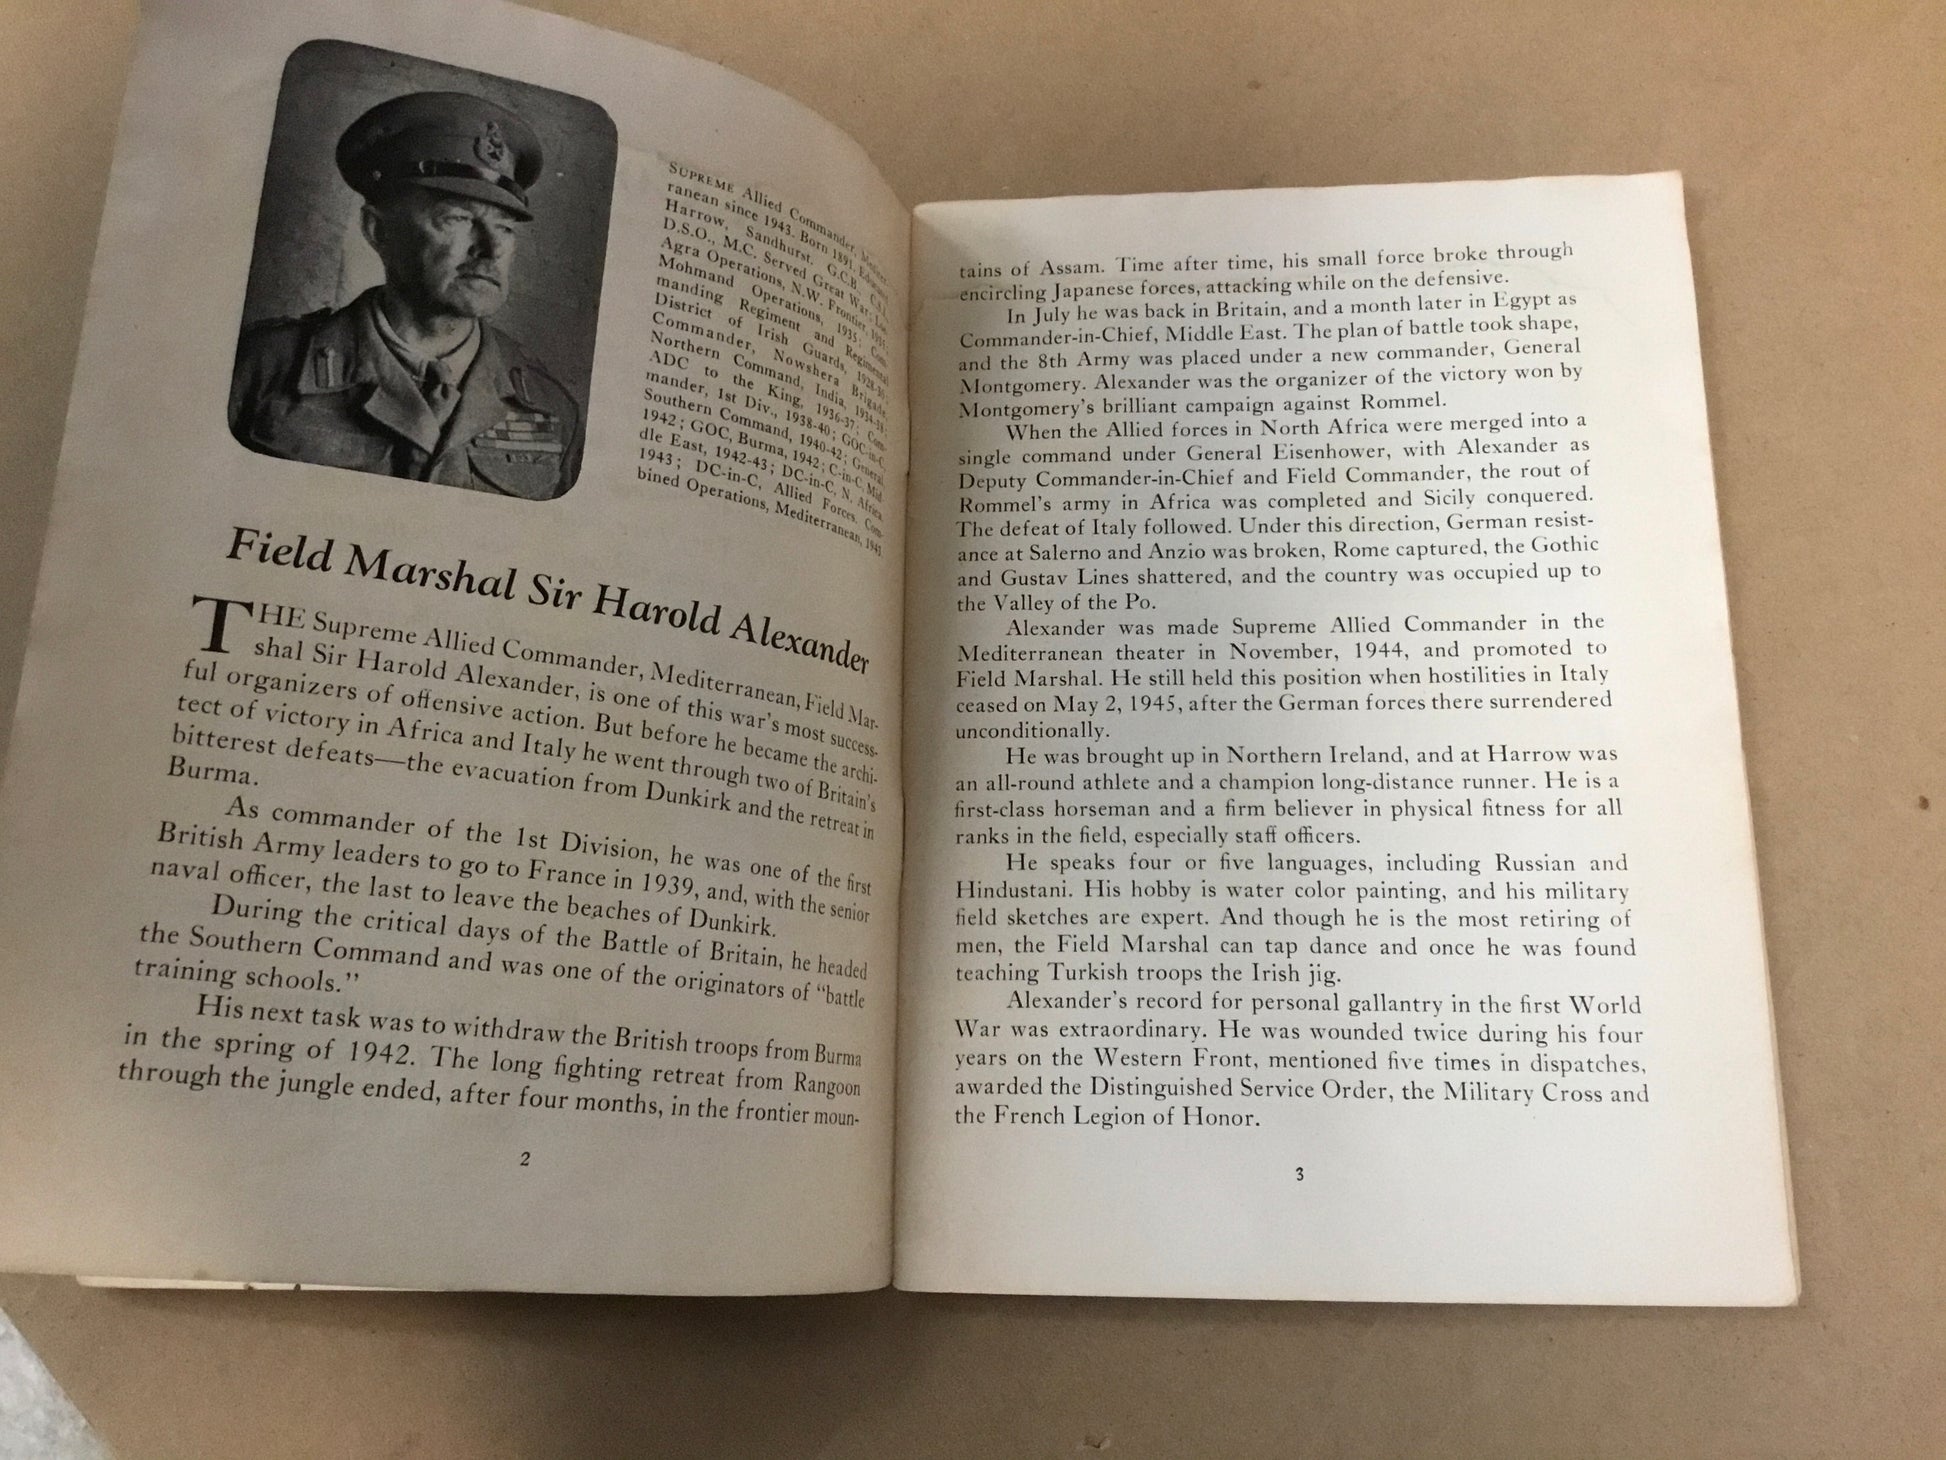 SUPREME Allied Commander, Mediter-
ranean since 1943. Born 1891. Educated
Harrow, Sandhurst. G.C.B., C.S.I.,
D.S.O., M.C. Served Great War; Loe
Agra Operations, N.W. Frontier, 1935;
Mohmand Operations, 1935. Com-
manding Regiment and Regimental
District of Irish Guards, 1928-30;
Commander, Nowshera Brigade,
Northern Command, India, 1934-38;
ADC to the King, 1936-37; Com-
mander, 1st Div., 1938-40; GOC-in-C,
Southern Command, 1940-42; General,
1942; GOC, Burma, 1942; C-in-C, Mid-
dle East, 1942-43; DC-in-C, N. Africa,
1943; DC-in-C, Allied Forces. Com-
bined Operations, Mediterranean, 1943.
Field Marshal Sir Harold Alexander
THE Supreme Allied Commander, Mediterranean, Field Mar-
shal Sir Harold Alexander, is one of this war's most success-
ful organizers of offensive action. But before he became the archi-
tect of victory in Africa and Italy he went through two of Britain's
bitterest defeats—the evacuation from Dunkirk and the retreat in
Burma.
As commander of the 1st Division, he was one of the first
British Army leaders to go to France in 1939, and, with the senior
naval officer, the last to leave the beaches of Dunkirk.
During the critical days of the Battle of Britain, he headed
the Southern Command and was one of the originators of "battle
training schools."
His next task was to withdraw the British troops from Burma
in the spring of 1942. The long fighting retreat from Rangoon
through the jungle ended, after four months, in the frontier moun-
2
tains of Assam. Time after time, his small force broke through
encircling Japanese forces, attacking while on the defensive.
In July he was back in Britain, and a month later in Egypt as
Commander-in-Chief, Middle East. The plan of battle took shape,
and the 8th Army was placed under a new commander, General
Montgomery. Alexander was the organizer of the victory won by
Montgomery's brilliant campaign against Rommel.
When the Allied forces in North Africa were merged into a
single command under General Eisenhower, with Alexander as
Deputy Commander-in-Chief and Field Commander, the rout of
Rommel's army in Africa was completed and Sicily conquered.
The defeat of Italy followed. Under this direction, German resist-
ance at Salerno and Anzio was broken, Rome captured, the Gothic
and Gustav Lines shattered, and the country was occupied up to
the Valley of the Po.
Alexander was made Supreme Allied Commander in the
Mediterranean theater in November, 1944, and promoted to
Field Marshal. He still held this position when hostilities in Italy
ceased on May 2, 1945, after the German forces there surrendered
unconditionally.
He was brought up in Northern Ireland, and at Harrow was
an all-round athlete and a champion long-distance runner. He is a
first-class horseman and a firm believer in physical fitness for all
ranks in the field, especially staff officers.
He speaks four or five languages, including Russian and
Hindustani. His hobby is water color painting, and his military
field sketches are expert. And though he is the most retiring of
men, the Field Marshal can tap dance and once he was found
teaching Turkish troops the Irish jig.
Alexander's record for personal gallantry in the first World
War was extraordinary. He was wounded twice during his four
years on the Western Front, mentioned five times in dispatches,
awarded the Distinguished Service Order, the Military Cross and
the French Legion of Honor.
3